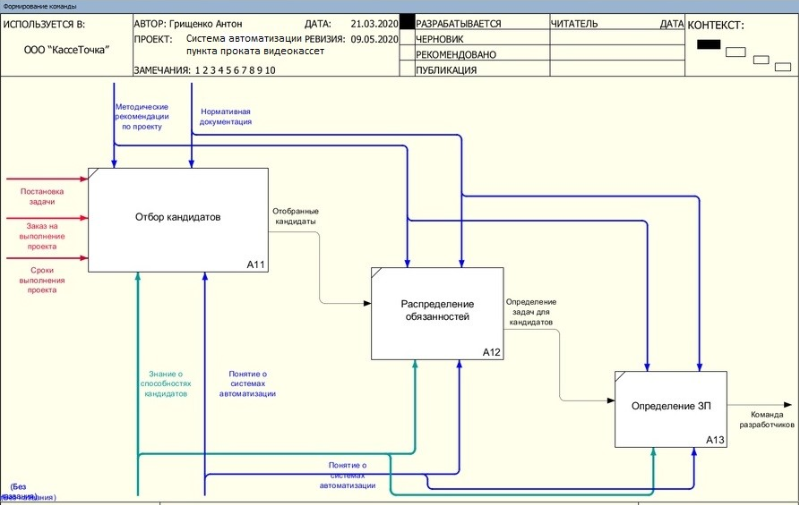 Формирование команды
ИСПОЛЬЗУЕТСЯ В:
ООО “КассеТочка”
АВТОР: Грищенко Антон
ДАТА: 21.03.2020
ПРОЕКТ: Система автоматизации
пункта проката видеокассет
РЕВИЗИЯ: 09.05.2020
ЗАМЕЧАНИЯ: 1 2 3 4 5 6 7 8 9 10
РАЗРАБАТЫВАЕТСЯ
ЧЕРНОВИК
РЕКОМЕНДОВАНО
ПУБЛИКАЦИЯ
ЧИТАТЕЛЬ
ДАТА
КОНТЕКСТ:
Методические
рекомендации
по проекту
Нормативная
документация
Постановка
задачи
Заказ на
выполнение
проекта
Сроки
выполнения
проекта
Отбор кандидатов
A11
Отобранные
кандидаты
Распределение
обязанностей
A12
Определение
задач для
кандидатов
Знание о
способностях
кандидатов
Понятие о
системах
автоматизации
Определение ЗП
A13
Команда
разработчиков
Понятие о
системах
автоматизации
(Без
названия)